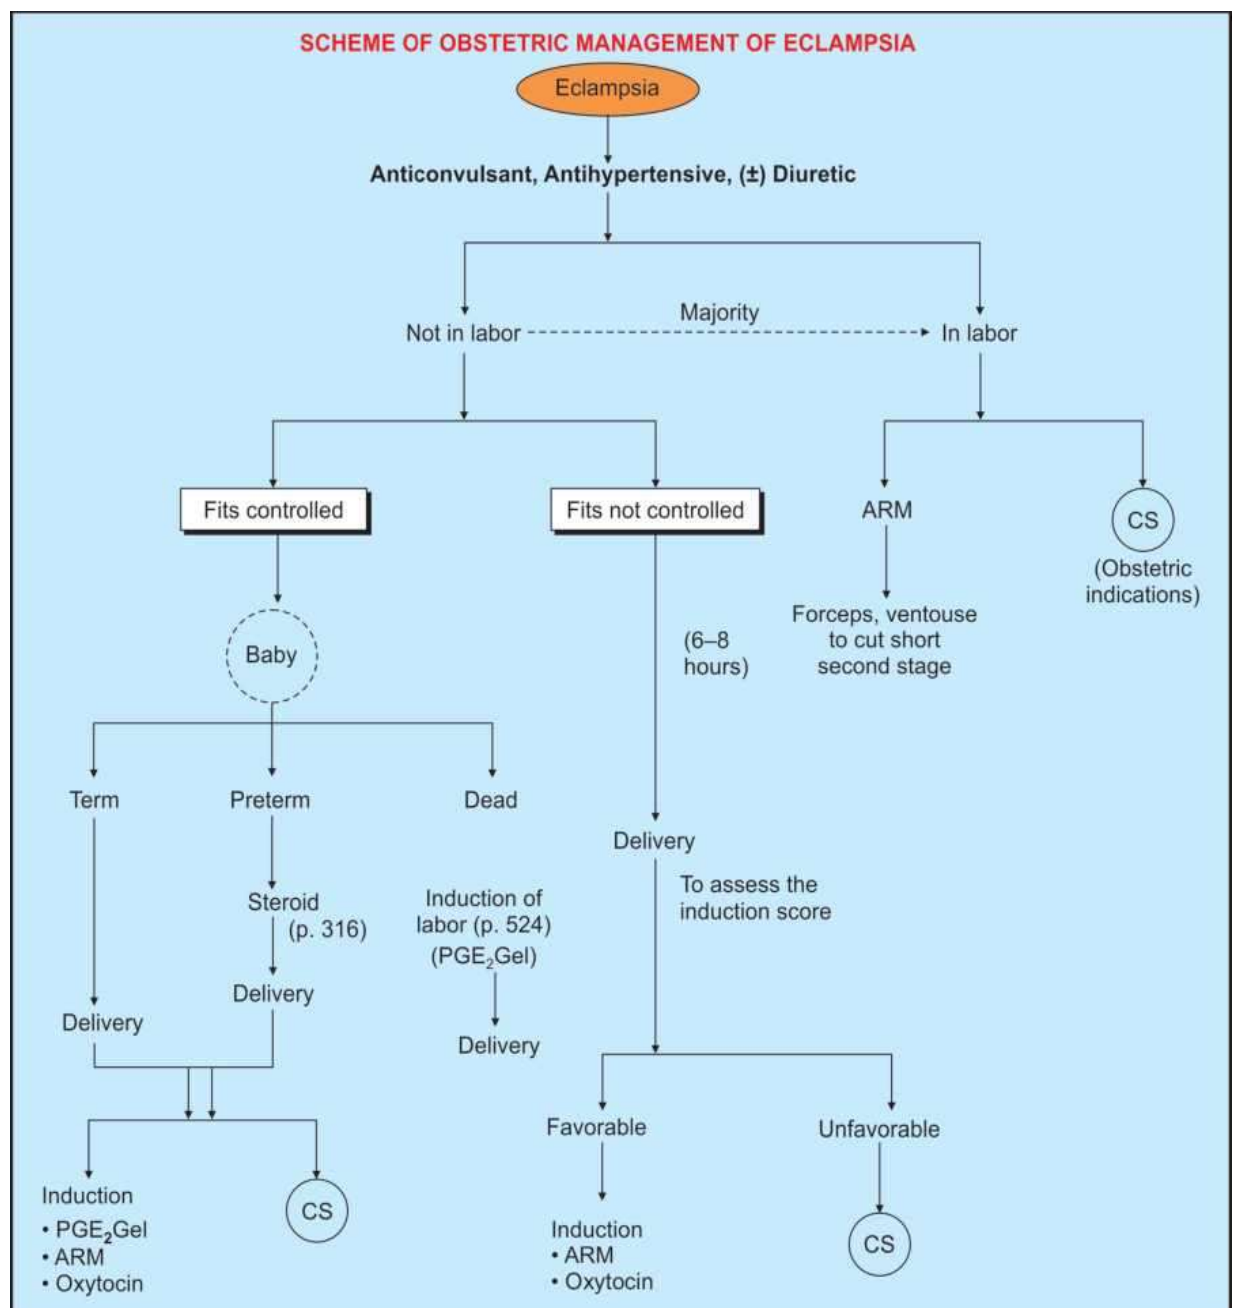 SCHEME OF OBSTETRIC MANAGEMENT OF ECLAMPSIA
Eclampsia
Anticonvulsant, Antihypertensive, (±) Diuretic
Majority
Not in labor
In labor
Fits controlled
Fits not controlled
ARM
CS
(Obstetric
indications)
Forceps, ventouse
to cut short
second stage
(6–8
hours)
Baby
Term
Preterm
Dead
Delivery
To assess the
induction score
Steroid
(p. 316)
Induction of
labor (p. 524)
(PGE₂Gel)
Delivery
Delivery
Delivery
Favorable
Unfavorable
Induction
• PGE₂Gel
• ARM
• Oxytocin
CS
Induction
• ARM
• Oxytocin
CS